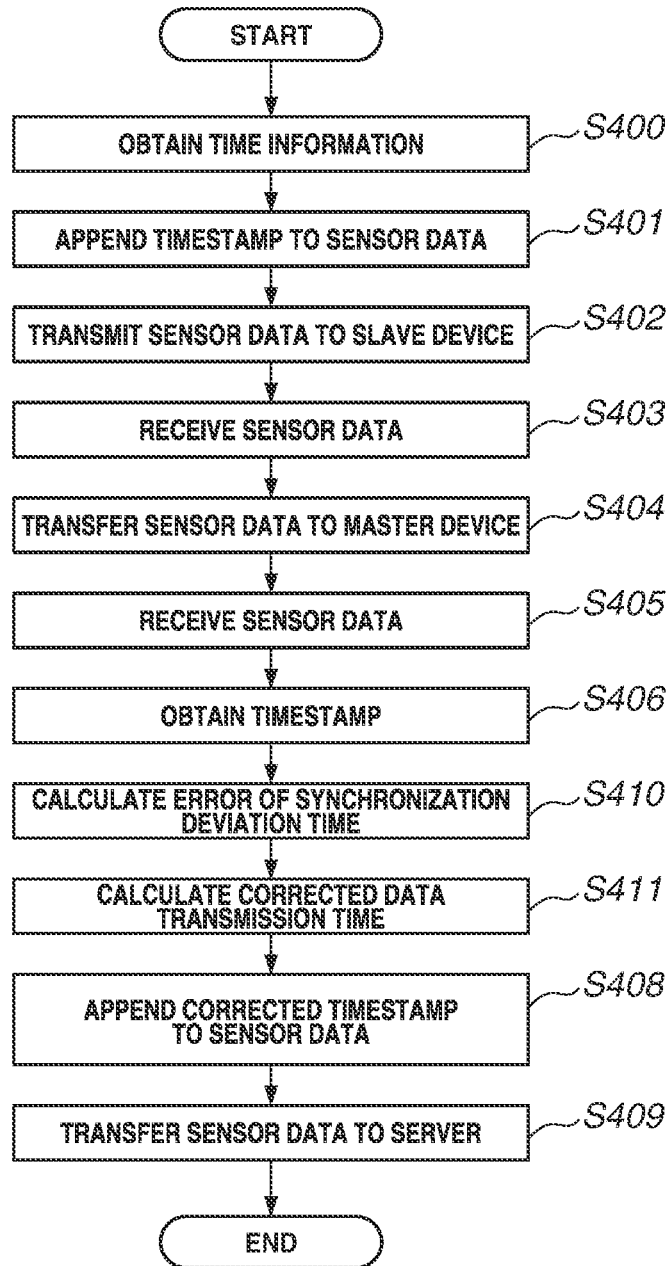 START
OBTAIN TIME INFORMATION
S400
APPEND TIMESTAMP TO SENSOR DATA
S401
TRANSMIT SENSOR DATA TO SLAVE DEVICE
S402
RECEIVE SENSOR DATA
S403
TRANSFER SENSOR DATA TO MASTER DEVICE
S404
RECEIVE SENSOR DATA
S405
OBTAIN TIMESTAMP
S406
CALCULATE ERROR OF SYNCHRONIZATION
DEVIATION TIME
S410
CALCULATE CORRECTED DATA
TRANSMISSION TIME
S411
APPEND CORRECTED TIMESTAMP
TO SENSOR DATA
S408
TRANSFER SENSOR DATA TO SERVER
S409
END